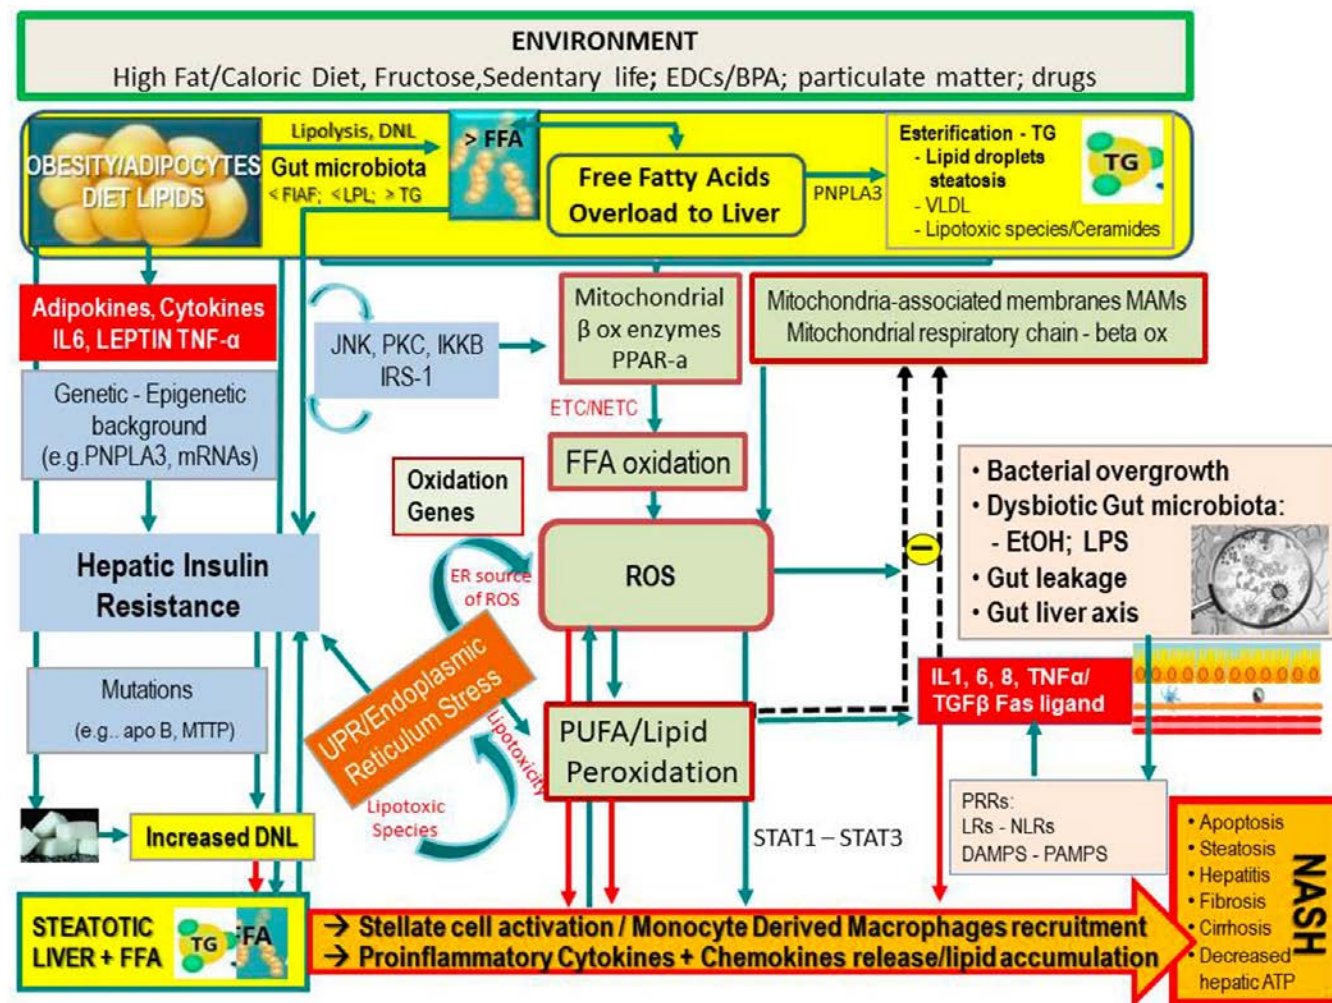 ENVIRONMENT
High Fat/Caloric Diet, Fructose,Sedentary life; EDCs/BPA; particulate matter; drugs
OBESITY/ADIPOCYTES
DIET LIPIDS
Lipolysis, DNL
Gut microbiota
< FIAF; < LPL; > TG
> FFA
Free Fatty Acids
Overload to Liver
PNPLA3
Esterification - TG
- Lipid droplets
steatosis
- VLDL
- Lipotoxic species/Ceramides
TG
Adipokines, Cytokines
IL6, LEPTIN TNF-α
Genetic - Epigenetic
background
(e.g.PNPLA3, mRNAs)
JNK, PKC, IKKB
IRS-1
Mitochondrial
β ox enzymes
PPAR-a
Mitochondria-associated membranes MAMs
Mitochondrial respiratory chain - beta ox
ETC/NETC
FFA oxidation
Oxidation
Genes
• Bacterial overgrowth
• Dysbiotic Gut microbiota:
- EtOH; LPS
• Gut leakage
• Gut liver axis
Hepatic Insulin
Resistance
ER source
of ROS
ROS
UPR/Endoplasmic
Reticulum Stress
Lipotoxicity
Lipotoxic
Species
PUFA/Lipid
Peroxidation
IL1, 6, 8, TNFα/
TGFβ Fas ligand
Mutations
(e.g.. apo B, MTTP)
Increased DNL
STAT1 – STAT3
PRRs:
LRs - NLRs
DAMPS - PAMPS
STEATOTIC
LIVER + FFA
TG
FFA
→ Stellate cell activation / Monocyte Derived Macrophages recruitment
→ Proinflammatory Cytokines + Chemokines release/lipid accumulation
• Apoptosis
• Steatosis
• Hepatitis
• Fibrosis
• Cirrhosis
• Decreased
hepatic ATP
NASH